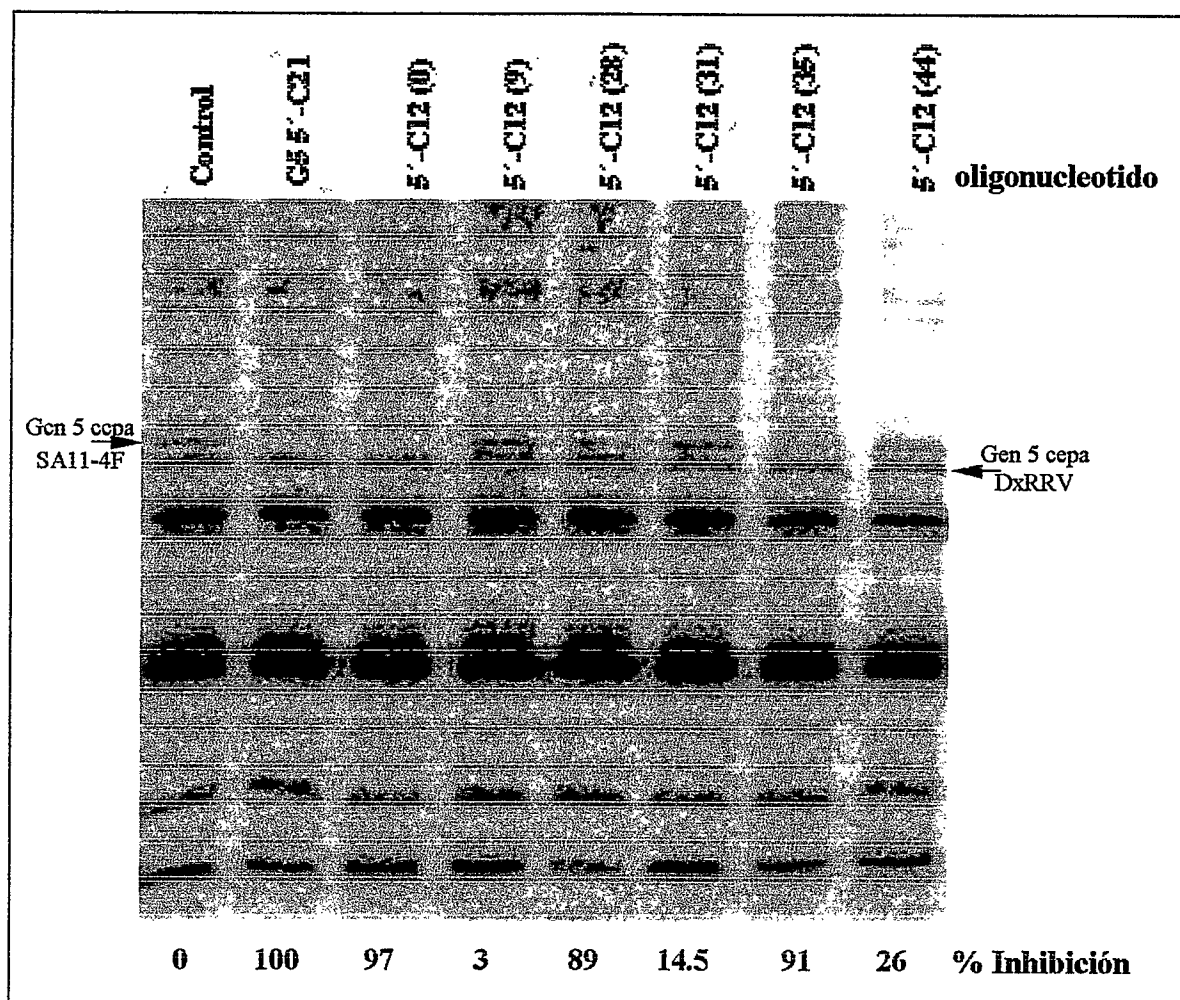 Control
G5 5´-C21
5´-C12 (0)
5´-C12 (9)
5´-C12 (28)
5´-C12 (31)
5´-C12 (35)
5´-C12 (44)
oligonucleotido
Gen 5 cepa
SA11-4F
Gen 5 cepa
DxRRV
0 100 97 3 89 14.5 91 26 % Inhibición